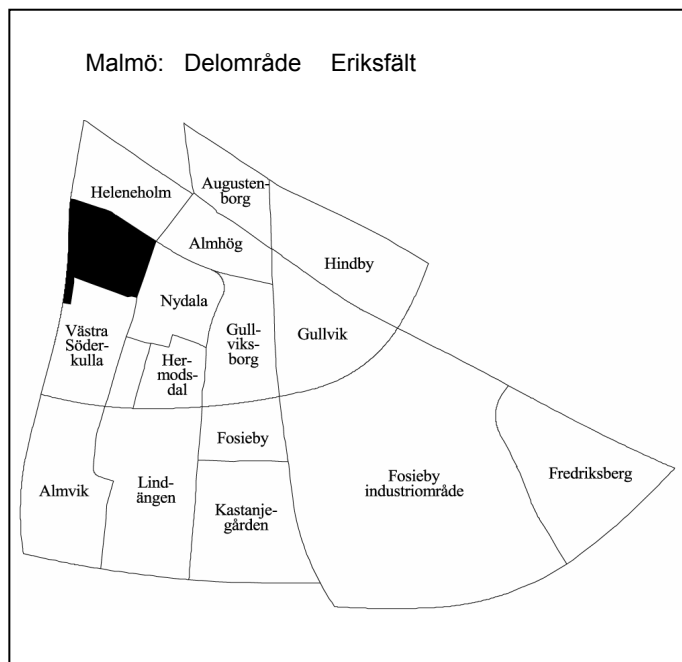 Malmö: Delområde Eriksfält
Heleneholm
Augusten-
borg
Almhög
Hindby
Nydala
Västra
Söder-
kulla
Gull-
viks-
borg
Gullvik
Her-
mods-
dal
Fosieby
Almvik
Lind-
ängen
Kastanje-
gården
Fosieby
industriområde
Fredriksberg